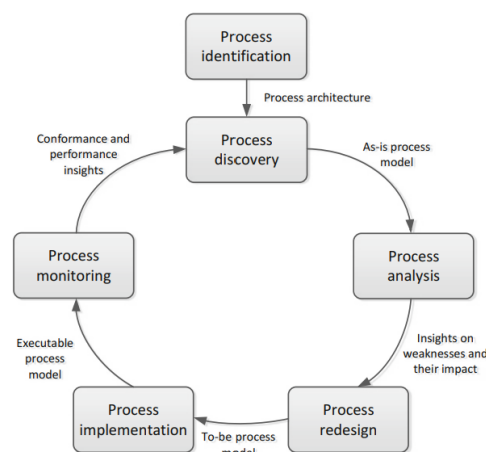 Process
identification
Process architecture
Process
discovery
Conformance and
performance
insights
As-is process
model
Process
monitoring
Process
analysis
Executable
process
model
Insights on
weaknesses and
their impact
Process
implementation
To-be process
model
Process
redesign